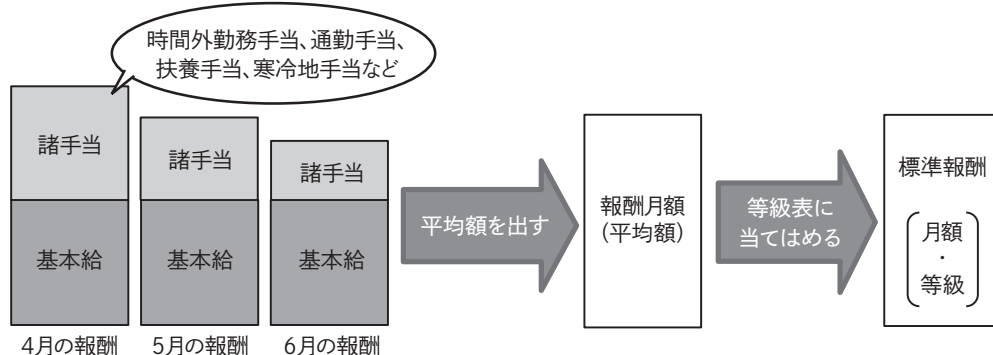 時間外勤務手当、通勤手当、
扶養手当、寒冷地手当など
諸手当
基本給
4月の報酬
諸手当
基本給
5月の報酬
諸手当
基本給
6月の報酬
平均額を出す
報酬月額
(平均額)
等級表に
当てはめる
標準報酬
月額
・
等級